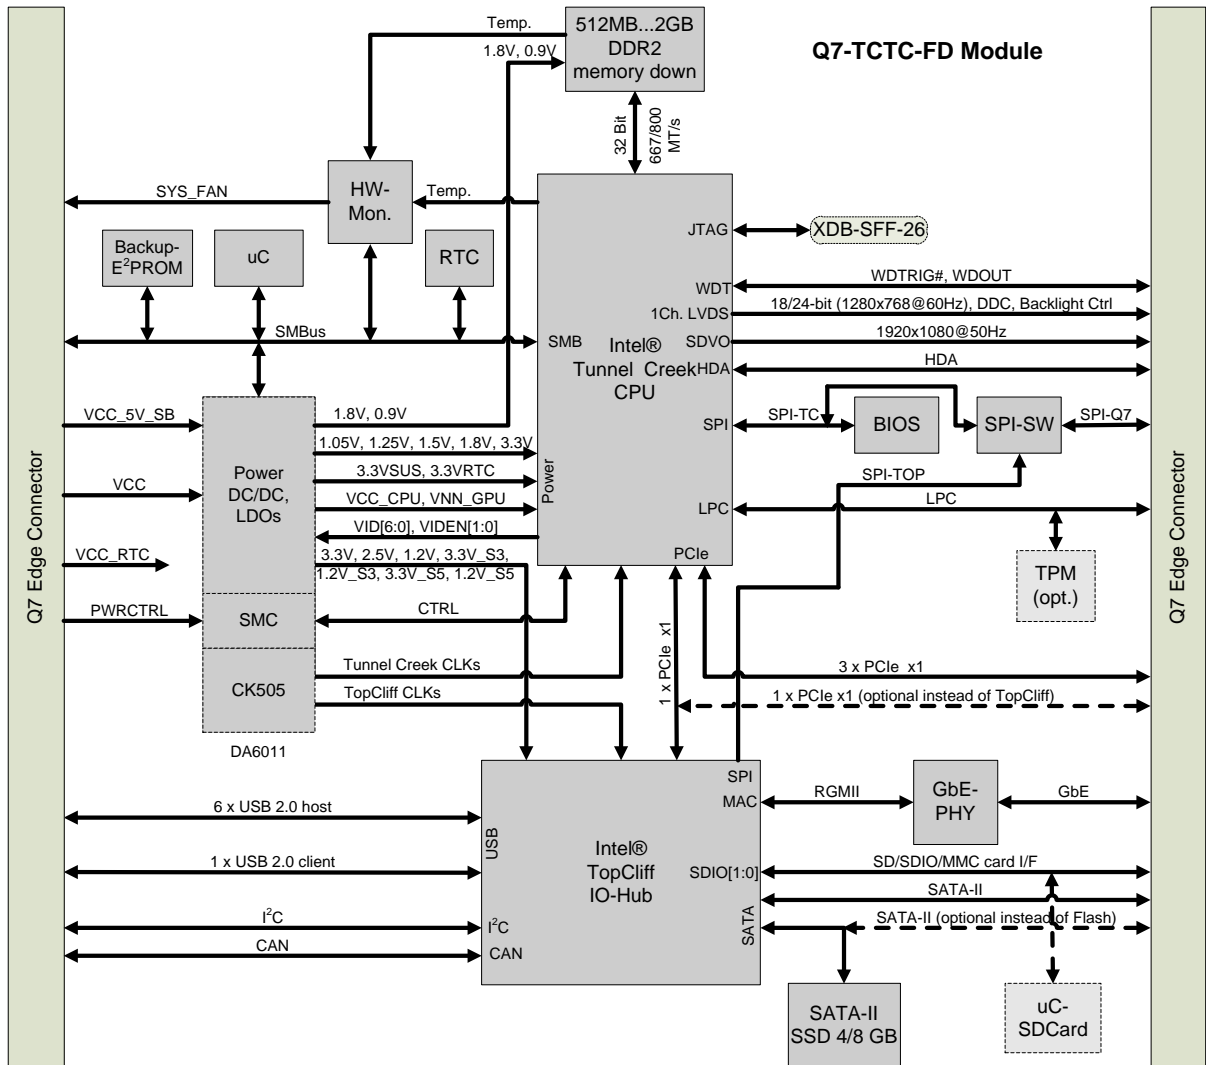 Q7-TCTC-FD Module
Temp.
1.8V, 0.9V
512MB...2GB
DDR2
memory down
32 Bit
667/800
MT/s
SYS_FAN
HW-
Mon.
Temp.
Backup-
E²PROM
uC
RTC
SMBus
JTAG
XDB-SFF-26
WDT
WDTRIG#, WDOUT
1Ch. LVDS
18/24-bit (1280x768@60Hz), DDC, Backlight Ctrl
SMB
Intel®
Tunnel Creek
CPU
SDVO
1920x1080@50Hz
HDA
HDA
SPI
SPI-TC
BIOS
SPI-SW
SPI-Q7
SPI-TOP
LPC
LPC
TPM
(opt.)
PCIe
Power
VCC_5V_SB
VCC
VCC_RTC
PWRCTRL
Power
DC/DC,
LDOs
SMC
CK505
DA6011
1.8V, 0.9V
1.05V, 1.25V, 1.5V, 1.8V, 3.3V
3.3VSUS, 3.3VRTC
VCC_CPU, VNN_GPU
VID[6:0], VIDEN[1:0]
3.3V, 2.5V, 1.2V, 3.3V_S3,
1.2V_S3, 3.3V_S5, 1.2V_S5
CTRL
Tunnel Creek CLKs
TopCliff CLKs
1 x PCIe x1
3 x PCIe x1
1 x PCIe x1 (optional instead of TopCliff)
Q7 Edge Connector
Q7 Edge Connector
6 x USB 2.0 host
1 x USB 2.0 client
I²C
CAN
USB
I²C
CAN
Intel®
TopCliff
IO-Hub
SPI
MAC
RGMII
GbE-
PHY
GbE
SDIO[1:0]
SD/SDIO/MMC card I/F
SATA
SATA-II
SATA-II (optional instead of Flash)
SATA-II
SSD 4/8 GB
uC-
SDCard